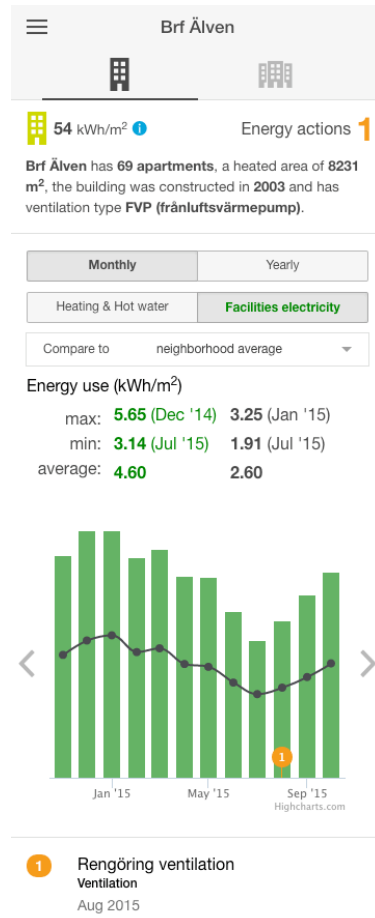 Brf Älven
54 kWh/m² i
Energy actions 1
Brf Älven has 69 apartments, a heated area of 8231
m², the building was constructed in 2003 and has
ventilation type FVP (frånluftsvärmepump).
Monthly Yearly
Heating & Hot water Facilities electricity
Compare to neighborhood average
Energy use (kWh/m²)
max: 5.65 (Dec '14) 3.25 (Jan '15)
min: 3.14 (Jul '15) 1.91 (Jul '15)
average: 4.60 2.60
1
Jan '15 May '15 Sep '15
Highcharts.com
1 Rengöring ventilation
Ventilation
Aug 2015